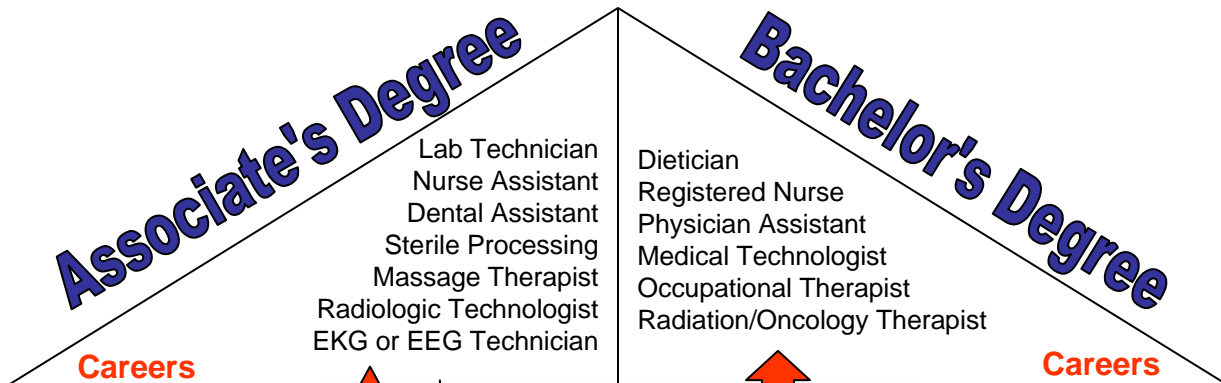 Associate's Degree
Lab Technician
Nurse Assistant
Dental Assistant
Sterile Processing
Massage Therapist
Radiologic Technologist
EKG or EEG Technician
Careers
Bachelor's Degree
Dietician
Registered Nurse
Physician Assistant
Medical Technologist
Occupational Therapist
Radiation/Oncology Therapist
Careers